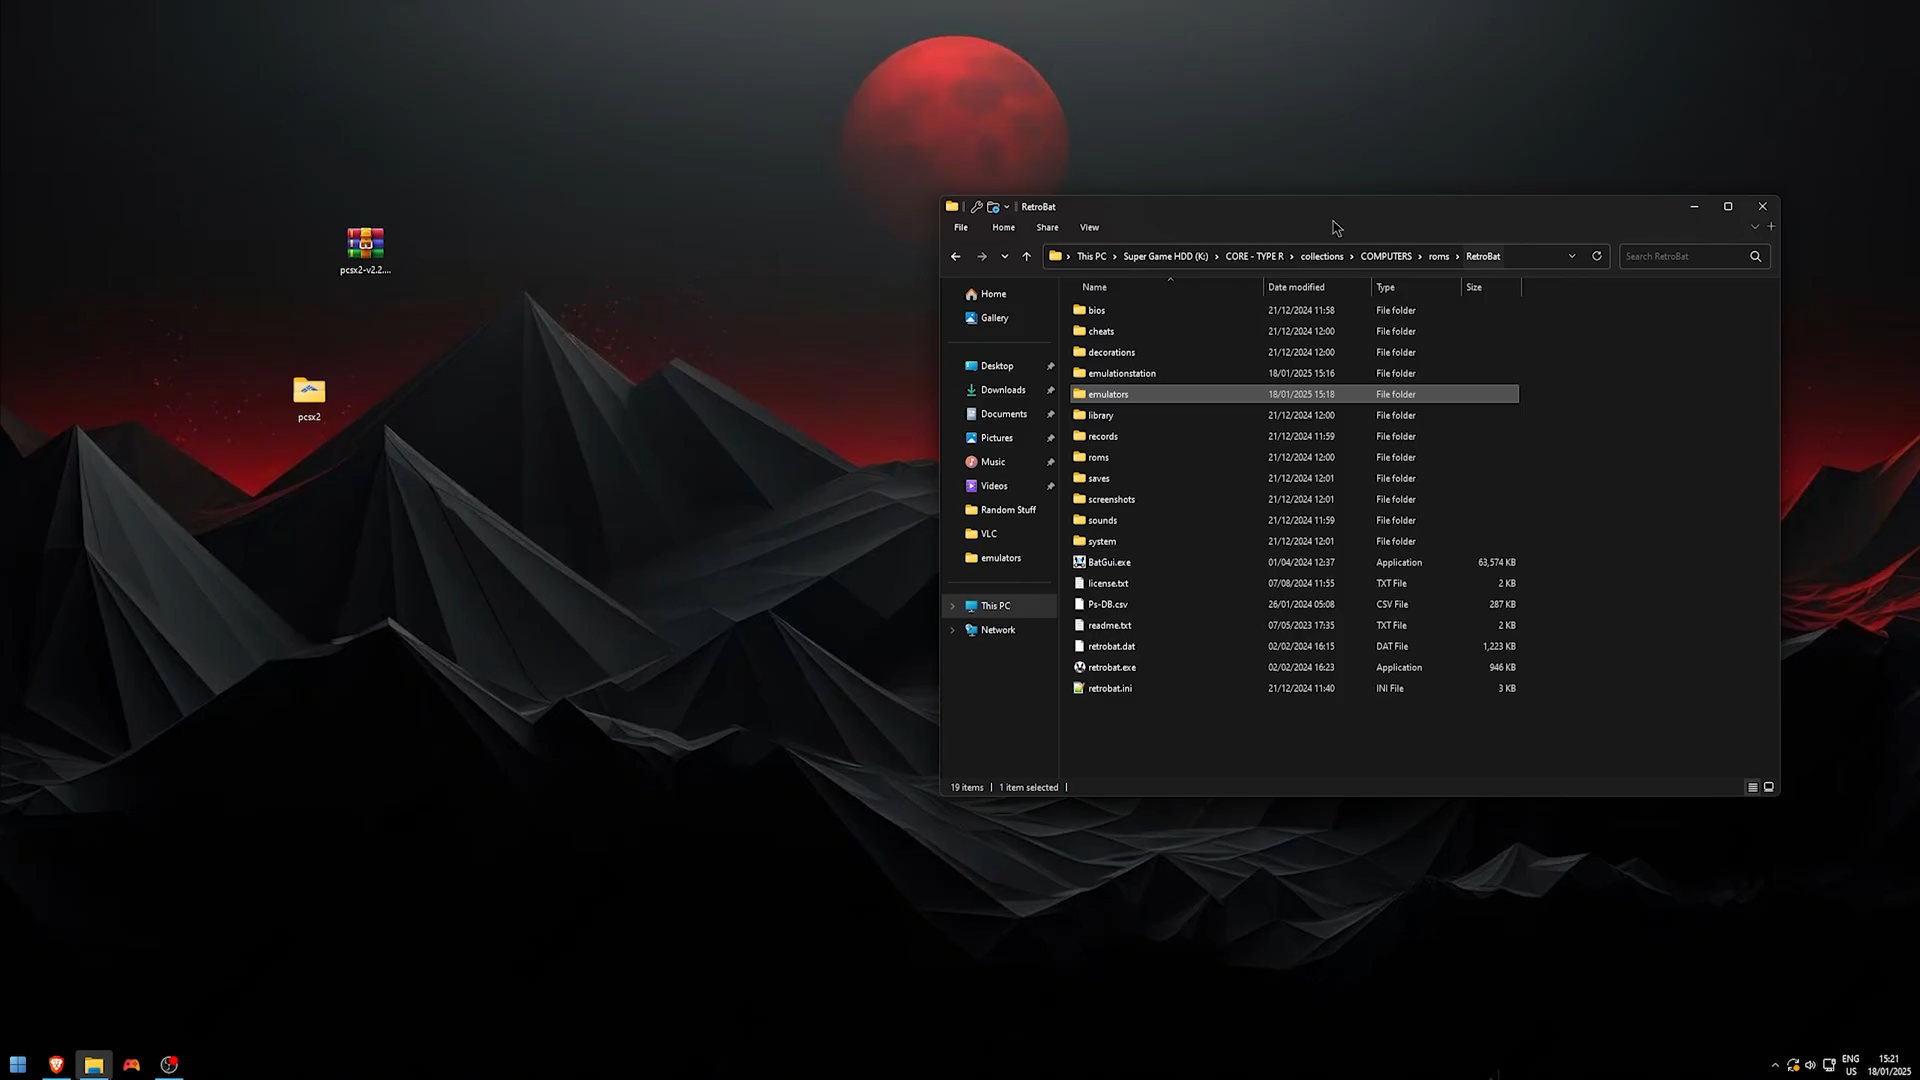 pcsx2-v2.2....
pcsx2
RetroBat
File Home Share View
This PC Super Game HDD (K:) CORE - TYPE R collections COMPUTERS roms RetroBat
Search RetroBat
Home
Gallery
Desktop
Downloads
Documents
Pictures
Music
Videos
Random Stuff
VLC
emulators
This PC
Network
Name Date modified Type Size
bios 21/12/2024 11:58 File folder
cheats 21/12/2024 12:00 File folder
decorations 21/12/2024 12:00 File folder
emulationstation 18/01/2025 15:16 File folder
emulators 18/01/2025 15:18 File folder
library 21/12/2024 12:00 File folder
records 21/12/2024 11:59 File folder
roms 21/12/2024 12:00 File folder
saves 21/12/2024 12:01 File folder
screenshots 21/12/2024 12:01 File folder
sounds 21/12/2024 11:59 File folder
system 21/12/2024 12:01 File folder
BatGui.exe 01/04/2024 12:37 Application 63,574 KB
license.txt 07/08/2024 11:55 TXT File 2 KB
Ps-DB.csv 26/01/2024 05:08 CSV File 287 KB
readme.txt 07/05/2023 17:35 TXT File 2 KB
retrobat.dat 02/02/2024 16:15 DAT File 1,223 KB
retrobat.exe 02/02/2024 16:23 Application 946 KB
retrobat.ini 21/12/2024 11:40 INI File 3 KB
19 items 1 item selected
ENG 15:21
US 18/01/2025